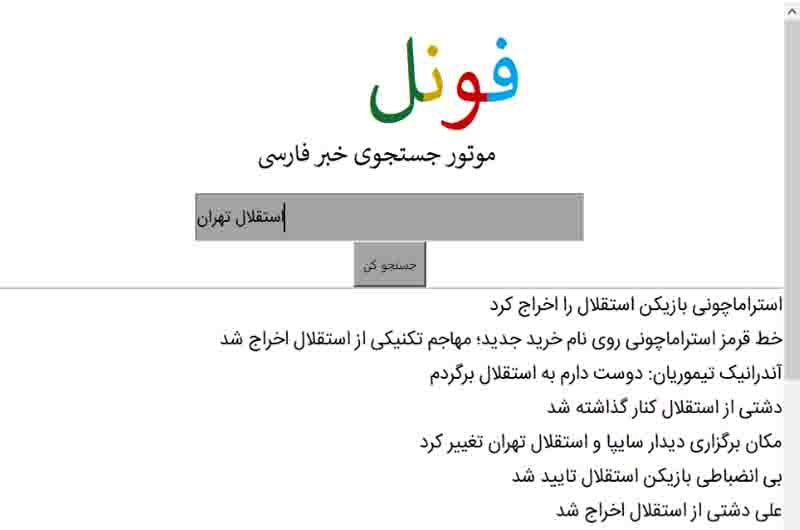 فونل
موتور جستجوی خبر فارسی
استقلال تهران
جستجو کن
استراماچونی بازیکن استقلال را اخراج کرد
خط قرمز استراماچونی روی نام خرید جدید؛ مهاجم تکنیکی از استقلال اخراج شد
آندرانیک تیموریان: دوست دارم به استقلال برگردم
دشتی از استقلال کنار گذاشته شد
مکان برگزاری دیدار سایپا و استقلال تهران تغییر کرد
بی انضباطی بازیکن استقلال تایید شد
علی دشتی از استقلال اخراج شد